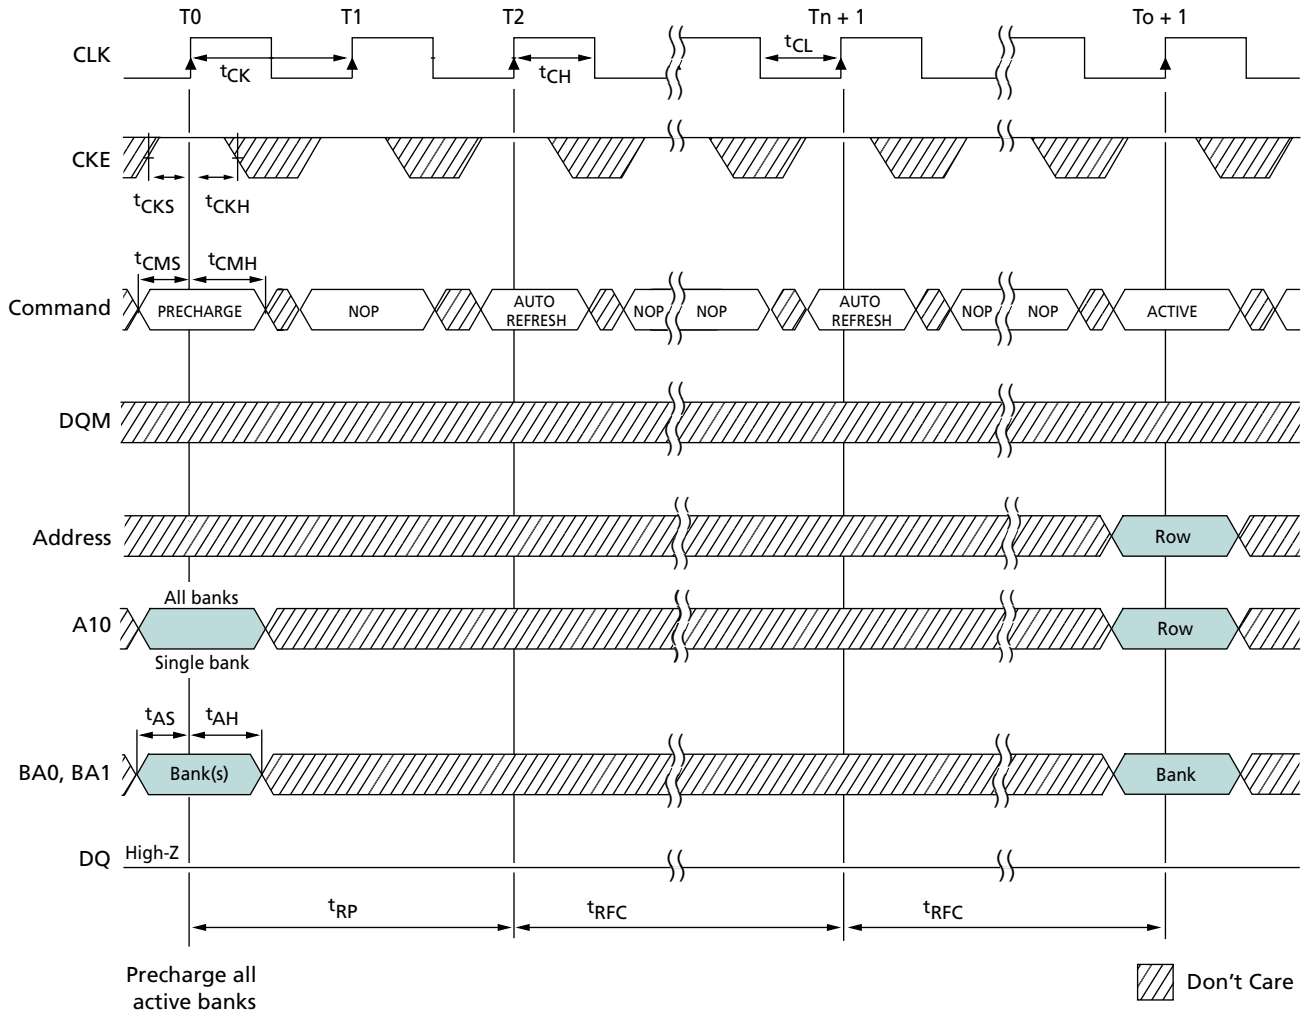 T0 T1 T2 Tn + 1 To + 1
CLK
tCK tCH tCL
CKE
tCKS tCKH
tCMS tCMH
Command PRECHARGE NOP AUTO REFRESH NOP NOP AUTO REFRESH NOP NOP ACTIVE
DQM
Address Row
All banks
A10 Row
Single bank
tAS tAH
BA0, BA1 Bank(s) Bank
DQ High-Z
tRP tRFC tRFC
Precharge all
active banks
Don't Care